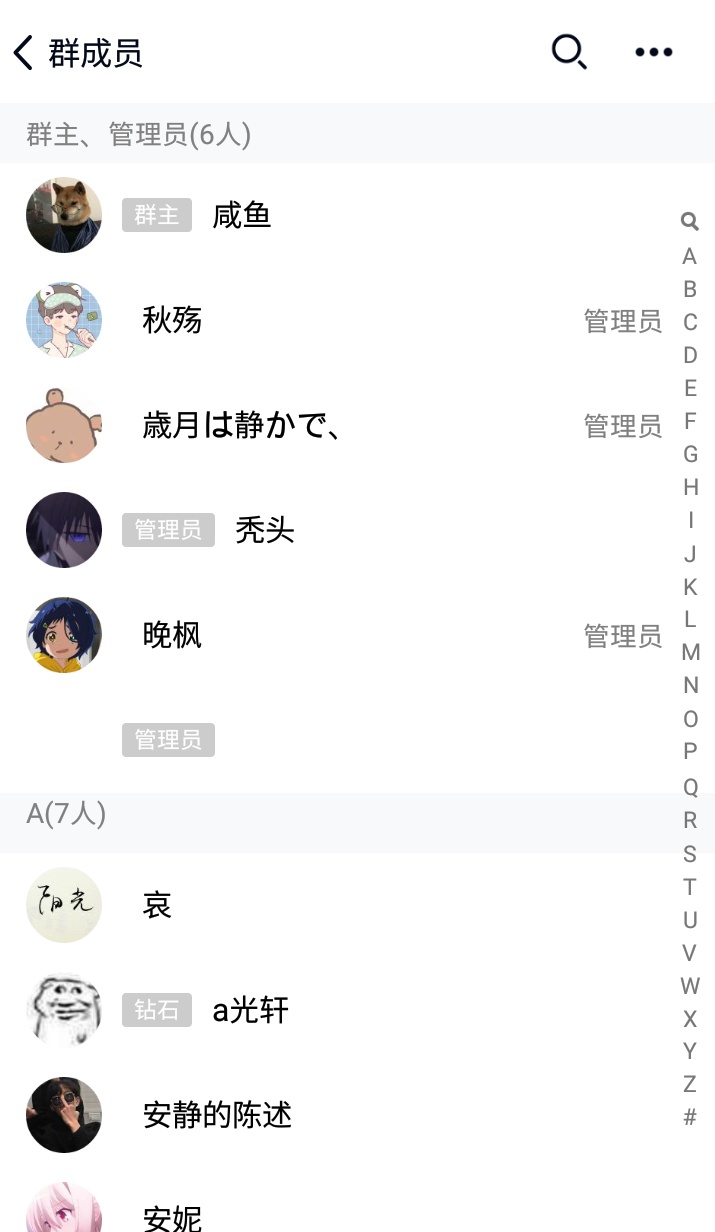 群成员
群主、管理员(6人)
群主 咸鱼
秋殇 管理员
歳月は静かで、 管理员
管理员 秃头
晚枫 管理员
管理员
A(7人)
阳光
哀
钻石 a光轩
安静的陈述
安妮
A
B
C
D
E
F
G
H
I
J
K
L
M
N
O
P
Q
R
S
T
U
V
W
X
Y
Z
#